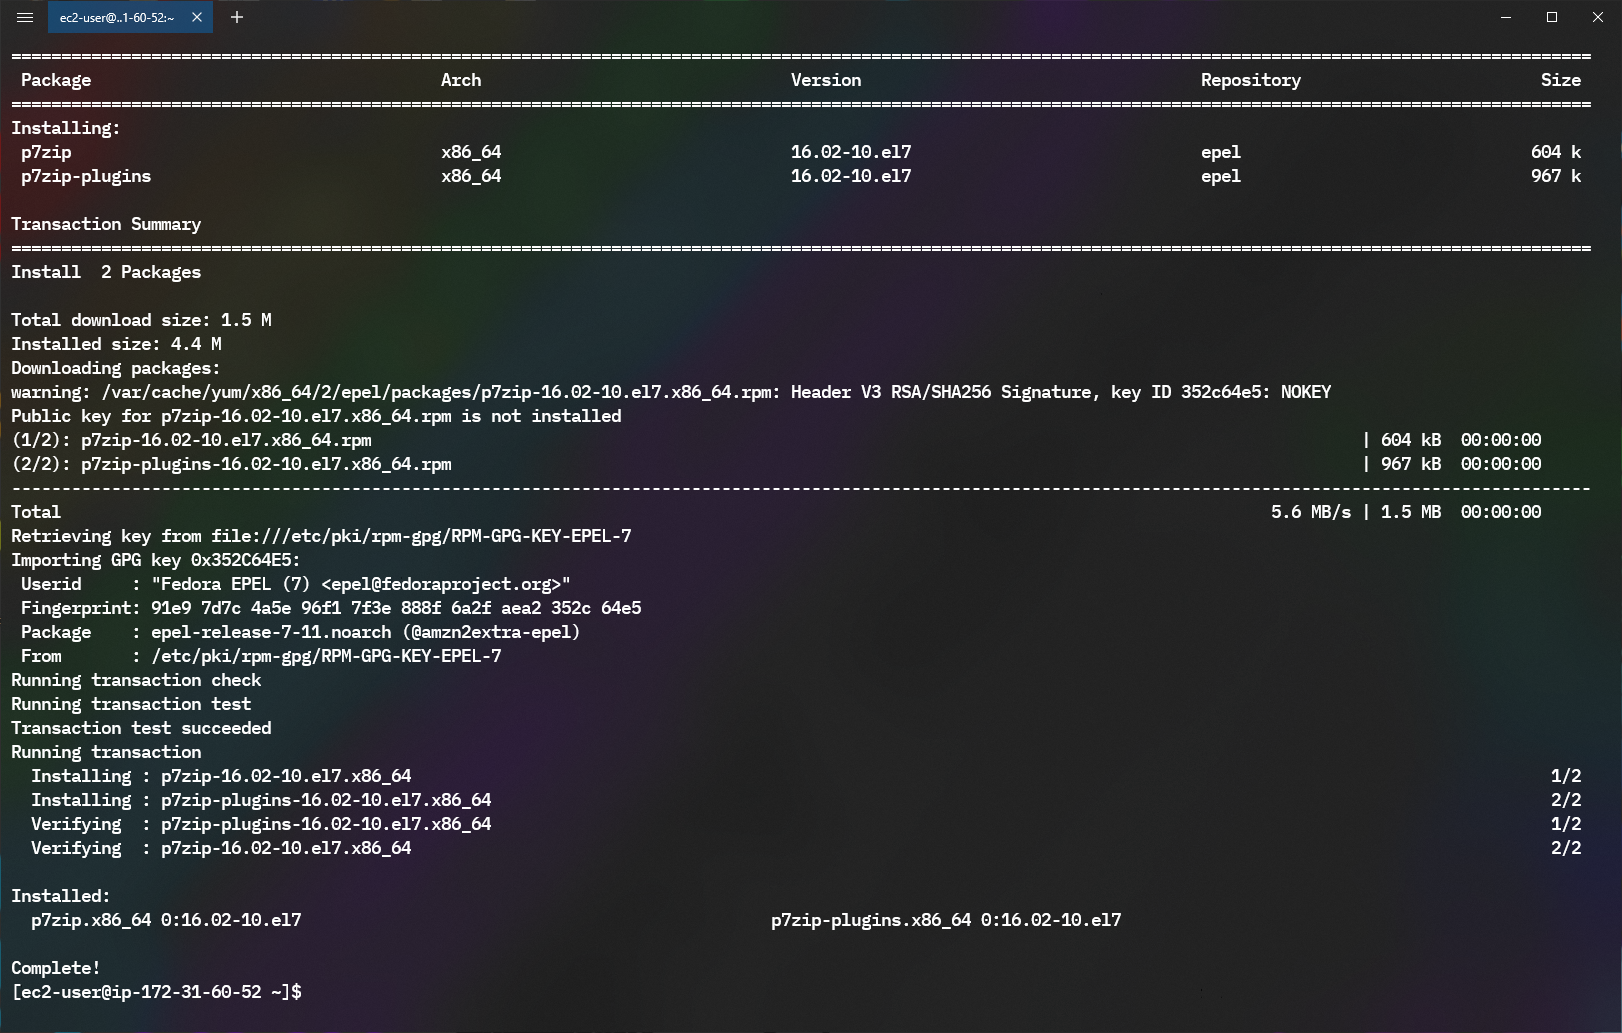 ec2-user@..1-60-52:~
================================================================================
Package Arch Version Repository Size
================================================================================
Installing:
p7zip x86_64 16.02-10.el7 epel 604 k
p7zip-plugins x86_64 16.02-10.el7 epel 967 k
Transaction Summary
================================================================================
Install  2 Packages
Total download size: 1.5 M
Installed size: 4.4 M
Downloading packages:
warning: /var/cache/yum/x86_64/2/epel/packages/p7zip-16.02-10.el7.x86_64.rpm: Header V3 RSA/SHA256 Signature, key ID 352c64e5: NOKEY
Public key for p7zip-16.02-10.el7.x86_64.rpm is not installed
(1/2): p7zip-16.02-10.el7.x86_64.rpm | 604 kB  00:00:00
(2/2): p7zip-plugins-16.02-10.el7.x86_64.rpm | 967 kB  00:00:00
--------------------------------------------------------------------------------
Total 5.6 MB/s | 1.5 MB  00:00:00
Retrieving key from file:///etc/pki/rpm-gpg/RPM-GPG-KEY-EPEL-7
Importing GPG key 0x352C64E5:
Userid     : "Fedora EPEL (7) <epel@fedoraproject.org>"
Fingerprint: 91e9 7d7c 4a5e 96f1 7f3e 888f 6a2f aea2 352c 64e5
Package    : epel-release-7-11.noarch (@amzn2extra-epel)
From       : /etc/pki/rpm-gpg/RPM-GPG-KEY-EPEL-7
Running transaction check
Running transaction test
Transaction test succeeded
Running transaction
Installing : p7zip-16.02-10.el7.x86_64 1/2
Installing : p7zip-plugins-16.02-10.el7.x86_64 2/2
Verifying  : p7zip-plugins-16.02-10.el7.x86_64 1/2
Verifying  : p7zip-16.02-10.el7.x86_64 2/2
Installed:
p7zip.x86_64 0:16.02-10.el7 p7zip-plugins.x86_64 0:16.02-10.el7
Complete!
[ec2-user@ip-172-31-60-52 ~]$